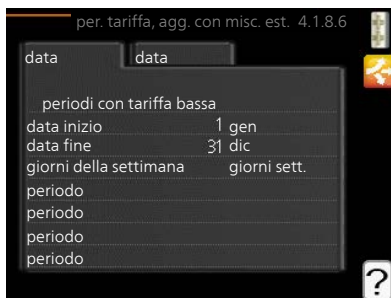 per. tariffa, agg. con misc. est. 4.1.8.6
data data
periodi con tariffa bassa
data inizio 1 gen
data fine 31 dic
giorni della settimana giorni sett.
periodo
periodo
periodo
periodo
?